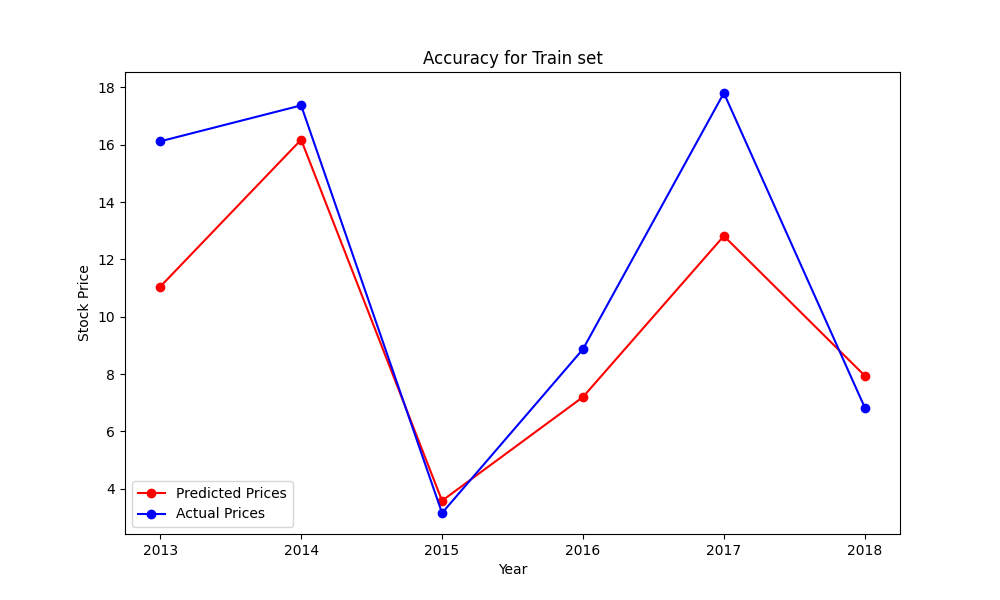 Accuracy for Train set
18
16
14
12
10
8
6
4
Stock Price
Predicted Prices
Actual Prices
2013 2014 2015 2016 2017 2018
Year